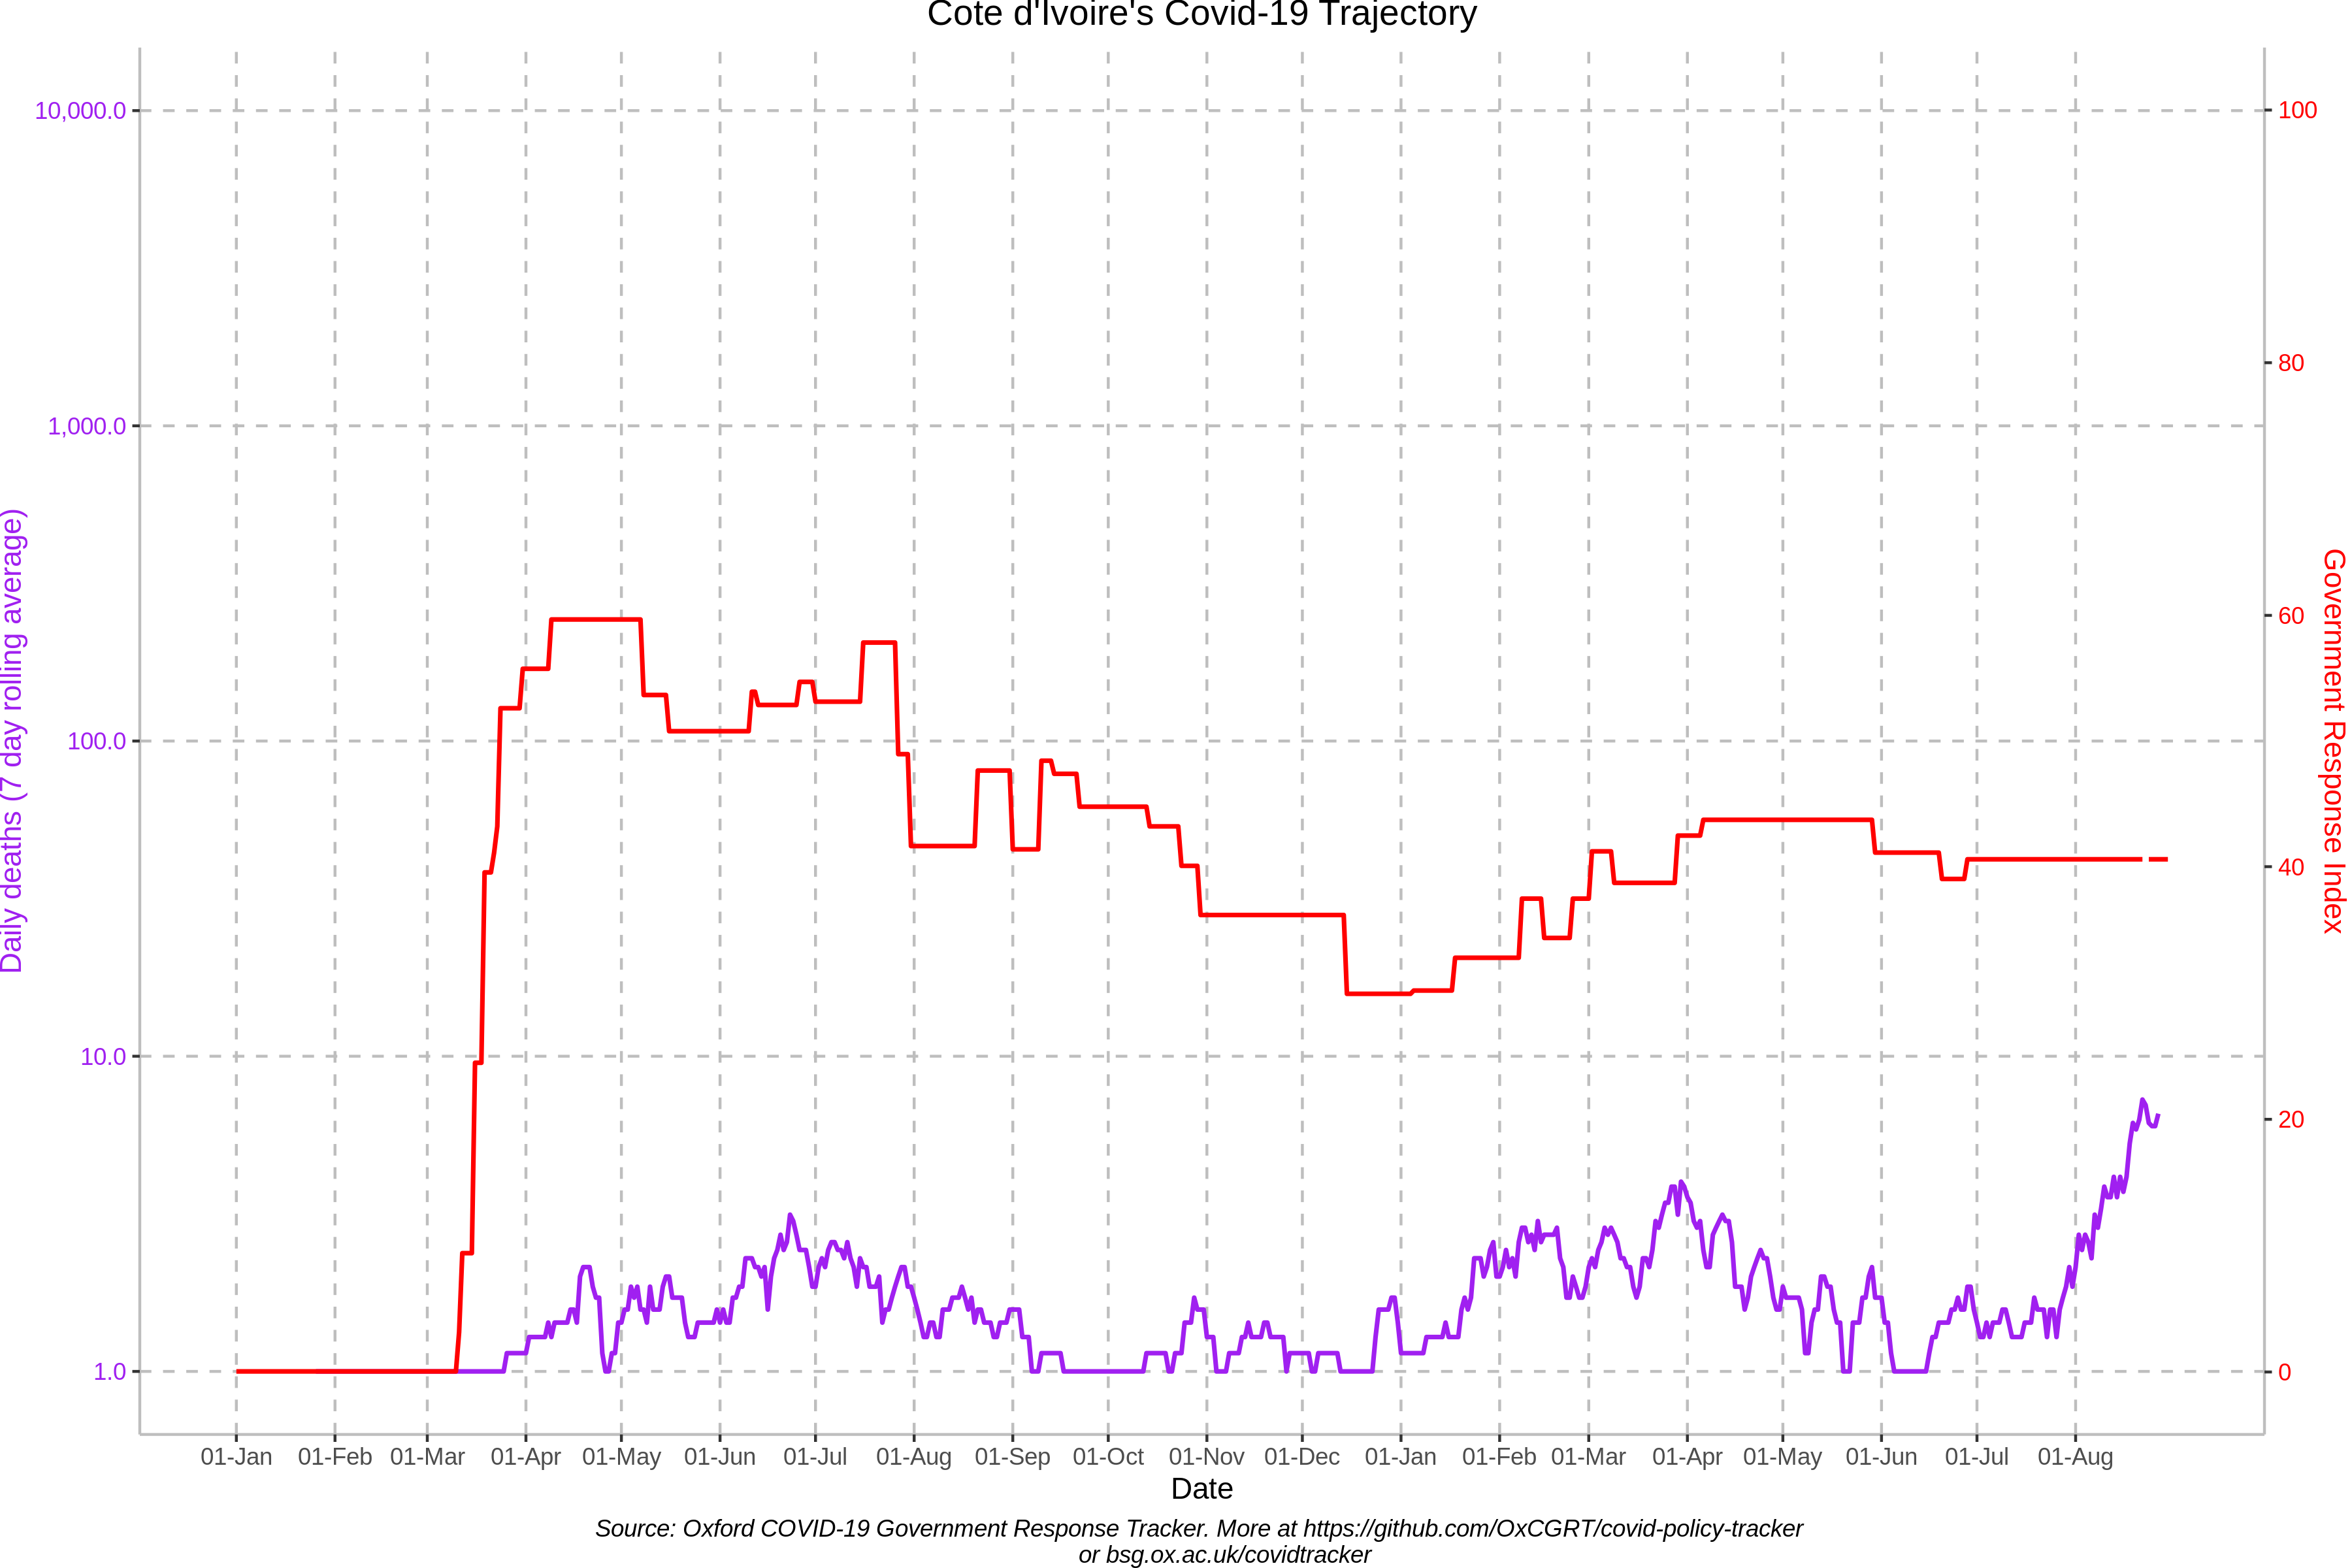 Cote d'Ivoire's Covid-19 Trajectory
10,000.0
1,000.0
100.0
10.0
1.0
Daily deaths (7 day rolling average)
100
80
60
40
20
0
Government Response Index
01-Jan 01-Feb 01-Mar 01-Apr 01-May 01-Jun 01-Jul 01-Aug 01-Sep 01-Oct 01-Nov 01-Dec 01-Jan 01-Feb 01-Mar 01-Apr 01-May 01-Jun 01-Jul 01-Aug
Date
Source: Oxford COVID-19 Government Response Tracker. More at https://github.com/OxCGRT/covid-policy-tracker
or bsg.ox.ac.uk/covidtracker